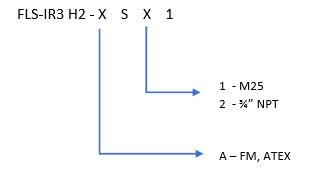 FLS-IR3 H2 - X S X 1
1 - M25
2 - ¾” NPT
A – FM, ATEX